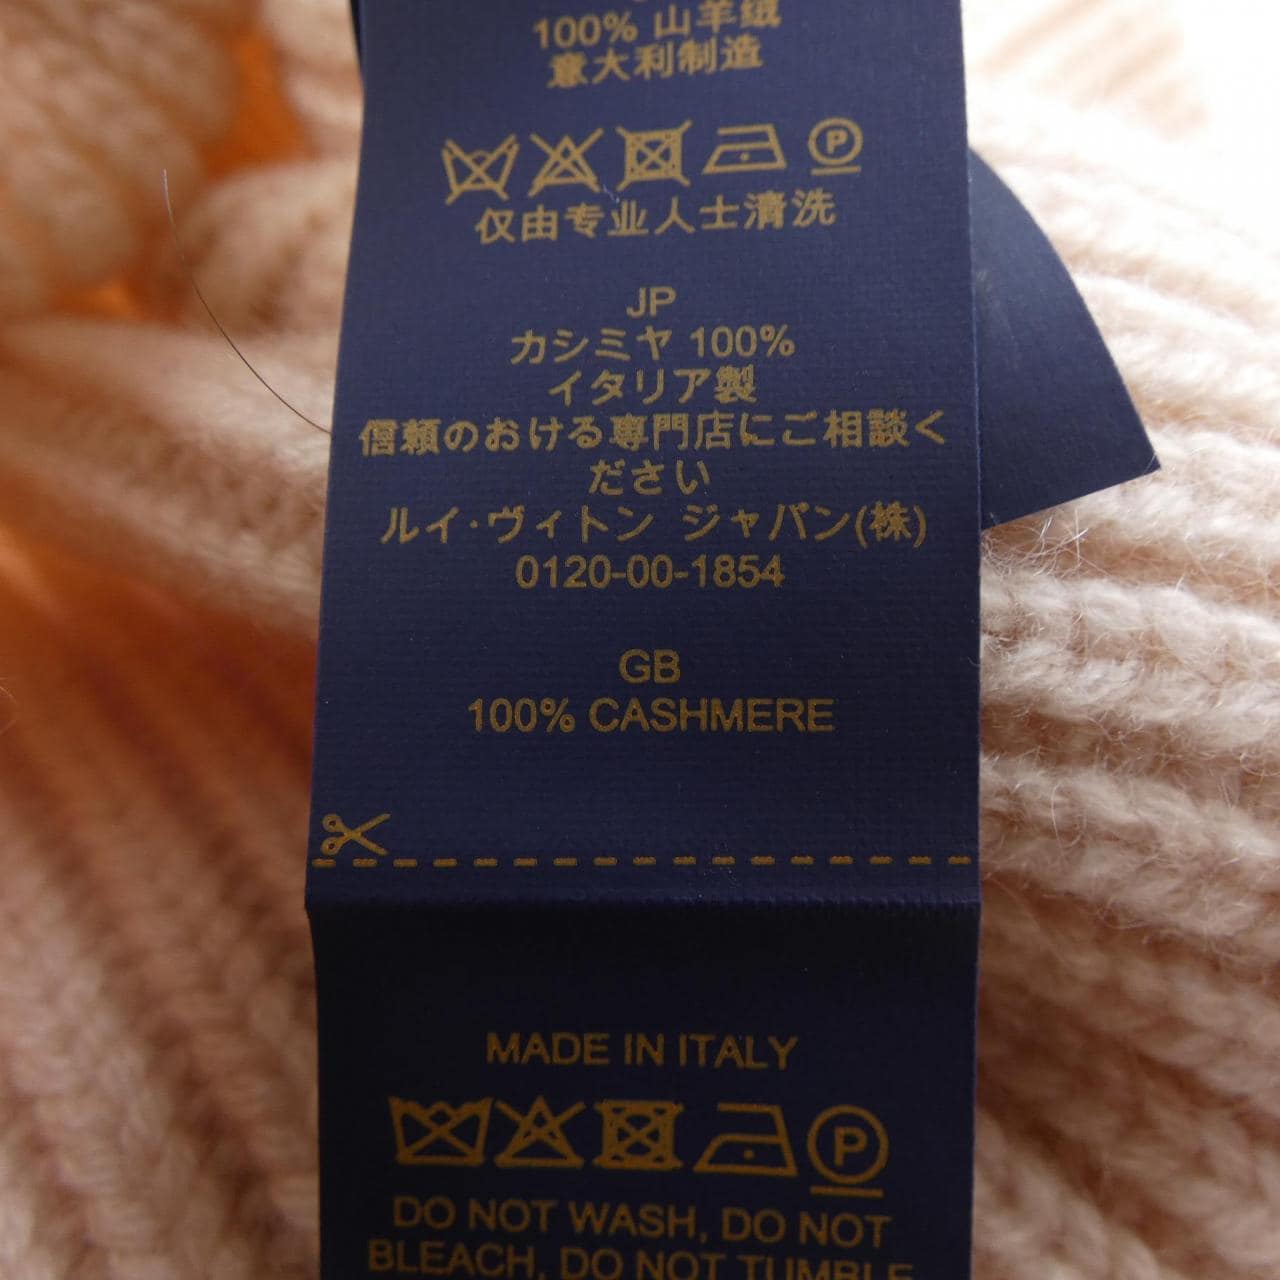 100% 山羊绒
意大利制造
仅由专业人士清洗
JP
カシミヤ 100%
イタリア製
信頼のおける専門店にご相談く
ださい
ルイ・ヴィトン ジャパン(株)
0120-00-1854
GB
100% CASHMERE
MADE IN ITALY
P
P
DO NOT WASH, DO NOT
BLEACH, DO NOT TUMBLE